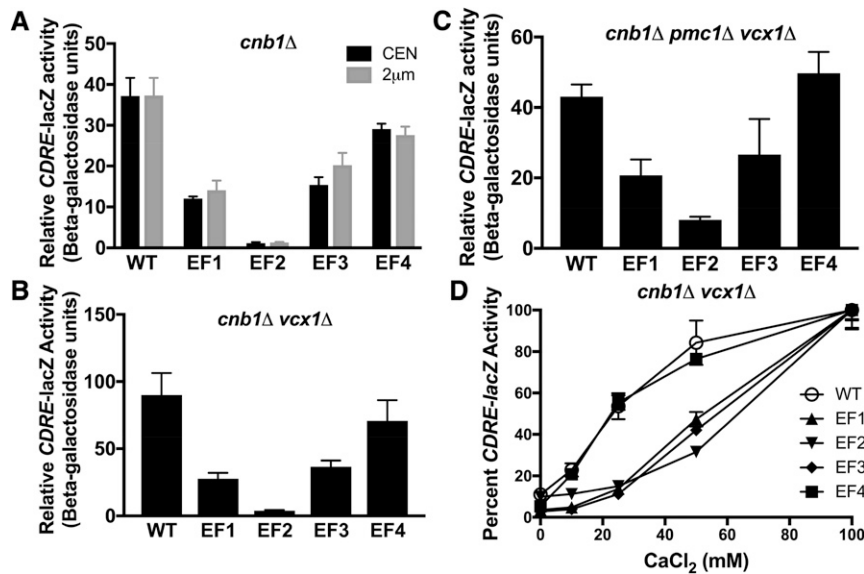 A
cnb1Δ
CEN
2μm
Relative CDRE-lacZ activity
(Beta-galactosidase units)
50
40
30
20
10
0
WT EF1 EF2 EF3 EF4
B
cnb1Δ vcx1Δ
Relative CDRE-lacZ Activity
(Beta-galactosidase units)
150
100
50
0
WT EF1 EF2 EF3 EF4
C
cnb1Δ pmc1Δ vcx1Δ
Relative CDRE-lacZ activity
(Beta-galactosidase units)
60
40
20
0
WT EF1 EF2 EF3 EF4
D
cnb1Δ vcx1Δ
Percent CDRE-lacZ Activity
100
80
60
40
20
0
WT
EF1
EF2
EF3
EF4
0 20 40 60 80 100
CaCl₂ (mM)